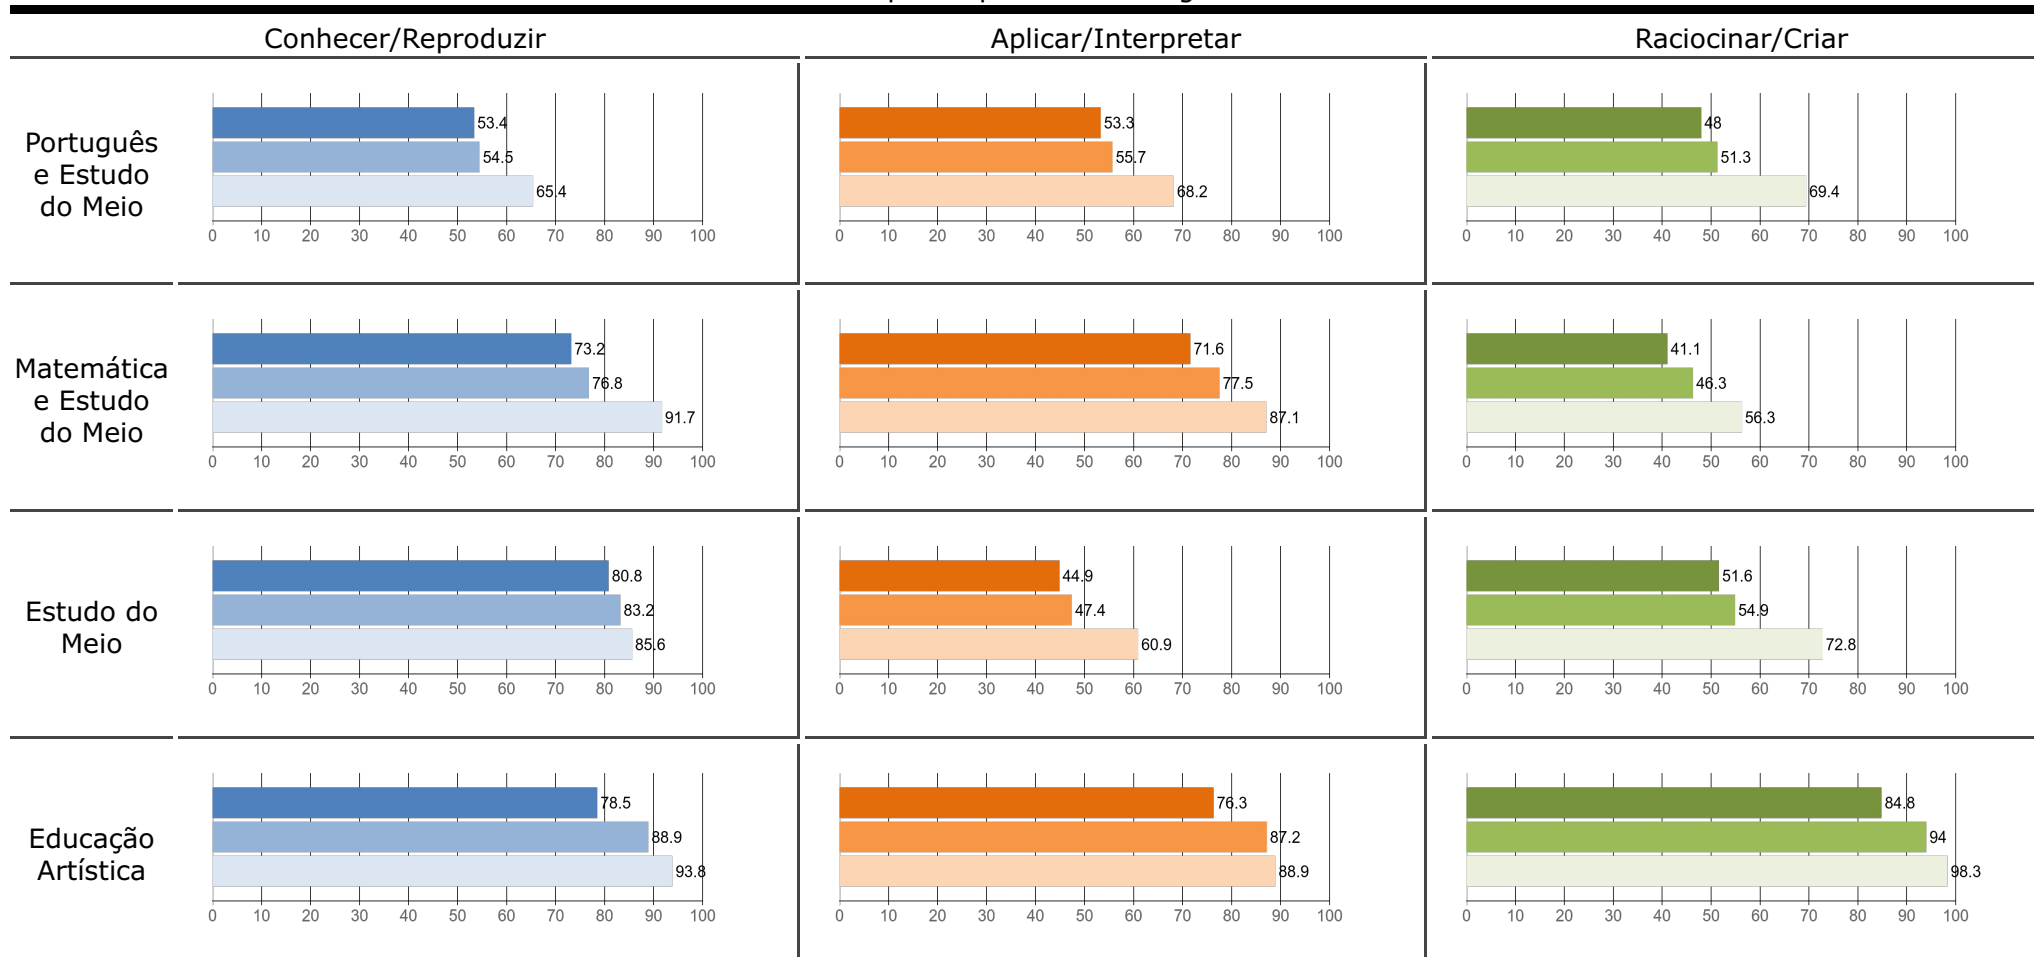 Conhecer/Reproduzir
Aplicar/Interpretar
Raciocinar/Criar
Português
e Estudo
do Meio
53.4
54.5
65.4
0 10 20 30 40 50 60 70 80 90 100
53.3
55.7
68.2
0 10 20 30 40 50 60 70 80 90 100
48
51.3
69.4
0 10 20 30 40 50 60 70 80 90 100
Matemática
e Estudo
do Meio
73.2
76.8
91.7
0 10 20 30 40 50 60 70 80 90 100
71.6
77.5
87.1
0 10 20 30 40 50 60 70 80 90 100
41.1
46.3
56.3
0 10 20 30 40 50 60 70 80 90 100
Estudo do
Meio
80.8
83.2
85.6
0 10 20 30 40 50 60 70 80 90 100
44.9
47.4
60.9
0 10 20 30 40 50 60 70 80 90 100
51.6
54.9
72.8
0 10 20 30 40 50 60 70 80 90 100
Educação
Artística
78.5
88.9
93.8
0 10 20 30 40 50 60 70 80 90 100
76.3
87.2
88.9
0 10 20 30 40 50 60 70 80 90 100
84.8
94
98.3
0 10 20 30 40 50 60 70 80 90 100